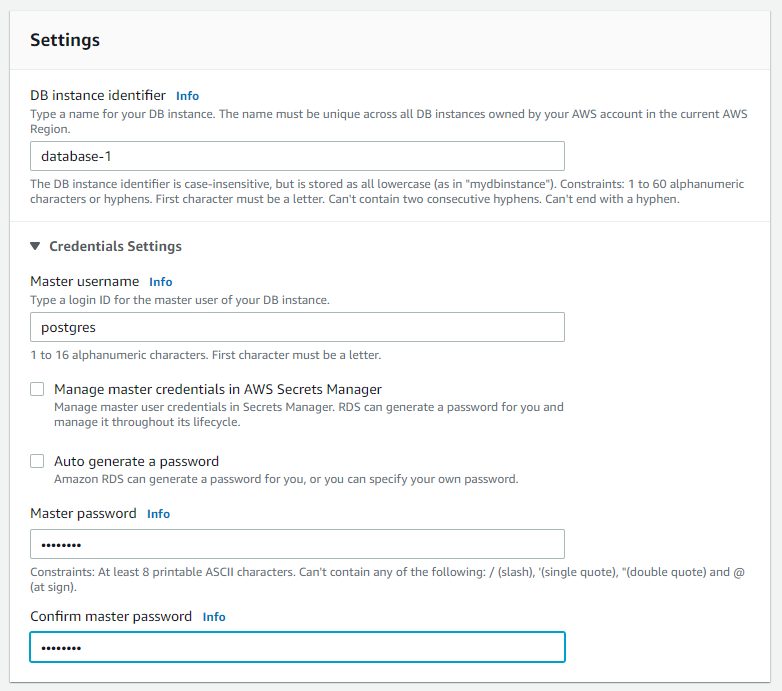 Settings
DB instance identifier Info
Type a name for your DB instance. The name must be unique across all DB instances owned by your AWS account in the current AWS
Region.
database-1
The DB instance identifier is case-insensitive, but is stored as all lowercase (as in "mydbinstance"). Constraints: 1 to 60 alphanumeric
characters or hyphens. First character must be a letter. Can't contain two consecutive hyphens. Can't end with a hyphen.
Credentials Settings
Master username Info
Type a login ID for the master user of your DB instance.
postgres
1 to 16 alphanumeric characters. First character must be a letter.
Manage master credentials in AWS Secrets Manager
Manage master user credentials in Secrets Manager. RDS can generate a password for you and
manage it throughout its lifecycle.
Auto generate a password
Amazon RDS can generate a password for you, or you can specify your own password.
Master password Info
••••••••
Constraints: At least 8 printable ASCII characters. Can't contain any of the following: / (slash), '(single quote), "(double quote) and @
(at sign).
Confirm master password Info
••••••••